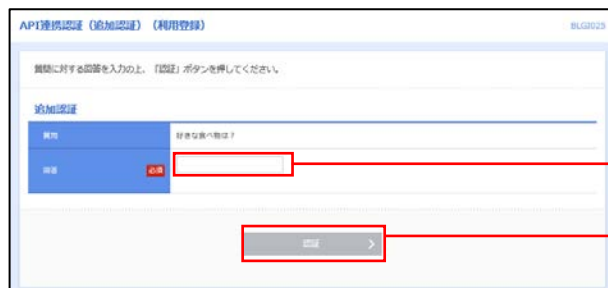 API連携認証（追加認証）（利用登録）
BLGI025
質問に対する回答を入力の上、「認証」ボタンを押してください。
追加認証
質問
好きな食べ物は？
回答
必須
認証